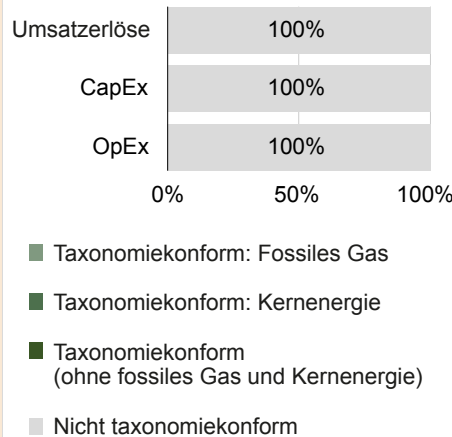 Umsatzerlöse 100%
CapEx 100%
OpEx 100%
0% 50% 100%
Taxonomiekonform: Fossiles Gas
Taxonomiekonform: Kernenergie
Taxonomiekonform
(ohne fossiles Gas und Kernenergie)
Nicht taxonomiekonform